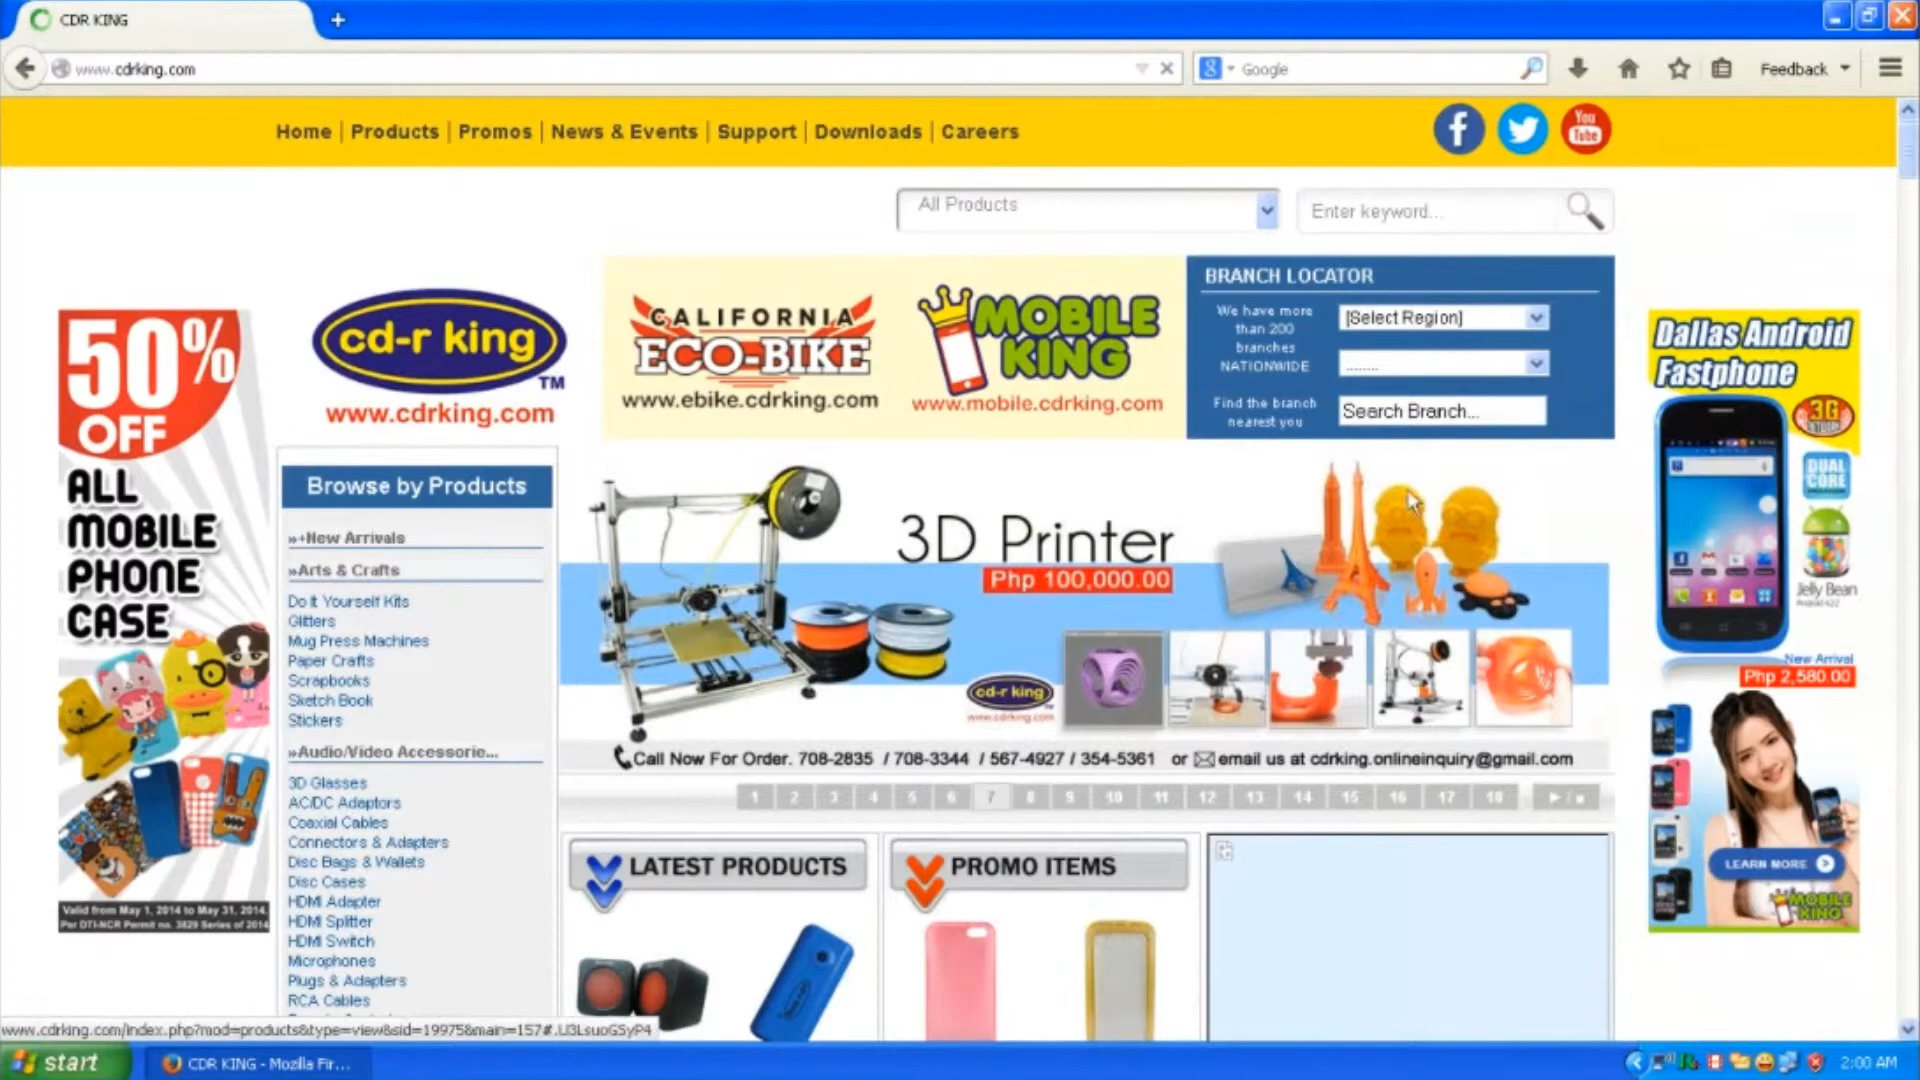 CDR KING
www.cdrking.com
Google
Feedback
Home | Products | Promos | News & Events | Support | Downloads | Careers
You
Tube
All Products
Enter keyword...
50%
OFF
ALL
MOBILE
PHONE
CASE
Valid from May 1, 2014 to May 31, 2014.
Per DTI-NCR Permit no. 3829 Series of 2014
cd-r king
TM
www.cdrking.com
CALIFORNIA
ECO-BIKE
www.ebike.cdrking.com
MOBILE
KING
www.mobile.cdrking.com
BRANCH LOCATOR
We have more
than 200
branches
NATIONWIDE
[Select Region]
........
Find the branch
nearest you
Search Branch...
Dallas Android
Fastphone
3G
DUAL
CORE
Jelly Bean
New Arrival
Php 2,580.00
LEARN MORE
MOBILE
KING
Browse by Products
»+New Arrivals
»Arts & Crafts
Do It Yourself Kits
Glitters
Mug Press Machines
Paper Crafts
Scrapbooks
Sketch Book
Stickers
»Audio/Video Accessorie...
3D Glasses
AC/DC Adaptors
Coaxial Cables
Connectors & Adapters
Disc Bags & Wallets
Disc Cases
HDMI Adapter
HDMI Splitter
HDMI Switch
Microphones
Plugs & Adapters
RCA Cables
3D Printer
Php 100,000.00
cd-r king
www.cdrking.com
Call Now For Order. 708-2835 / 708-3344 / 567-4927 / 354-5361 or email us at cdrking.onlineinquiry@gmail.com
1 2 3 4 5 6 7 8 9 10 11 12 13 14 15 16 17 18
LATEST PRODUCTS
PROMO ITEMS
www.cdrking.com/index.php?mod=products&type=view&sid=19975&main=157#.U3LsuoGSyP4
start
CDR KING - Mozilla Fir...
2:00 AM